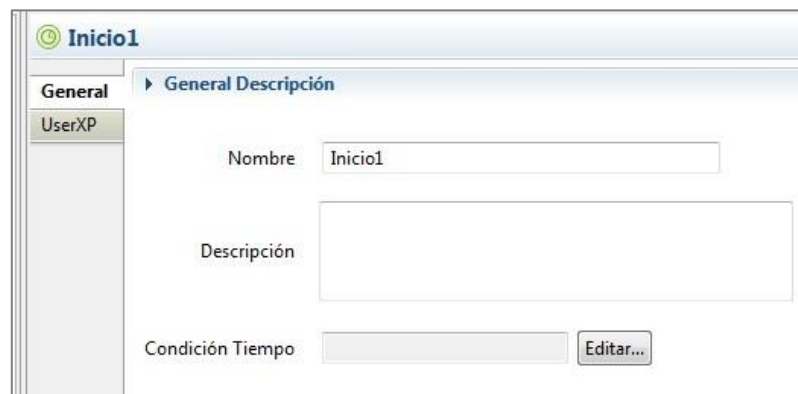 Inicio1
General
UserXP
General Descripción
Nombre Inicio1
Descripción
Condición Tiempo Editar...